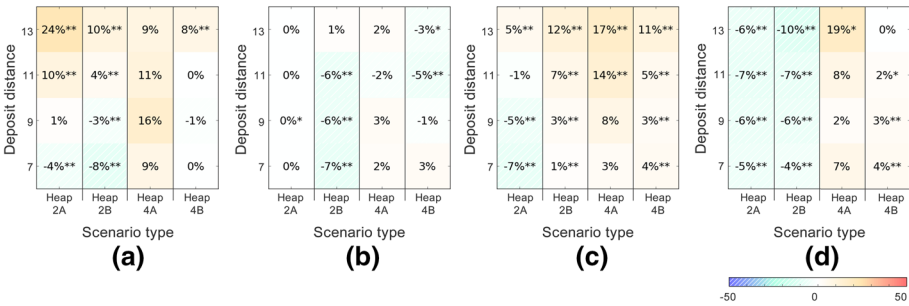 Deposit distance
13 24%** 10%** 9% 8%**
11 10%** 4%** 11% 0%
9 1% -3%** 16% -1%
7 -4%** -8%** 9% 0%
Heap 2A Heap 2B Heap 4A Heap 4B
Scenario type
(a)
Deposit distance
13 0% 1% 2% -3%*
11 0% -6%** -2% -5%**
9 0%* -6%** 3% -1%
7 0% -7%** 2% 3%
Heap 2A Heap 2B Heap 4A Heap 4B
Scenario type
(b)
Deposit distance
13 5%** 12%** 17%** 11%**
11 -1% 7%** 14%** 5%**
9 -5%** 3%** 8% 3%**
7 -7%** 1%** 3% 4%**
Heap 2A Heap 2B Heap 4A Heap 4B
Scenario type
(c)
Deposit distance
13 -6%** -10%** 19%* 0%
11 -7%** -7%** 8% 2%*
9 -6%** -6%** 2% 3%**
7 -5%** -4%** 7% 4%**
Heap 2A Heap 2B Heap 4A Heap 4B
Scenario type
(d)
-50 0 50